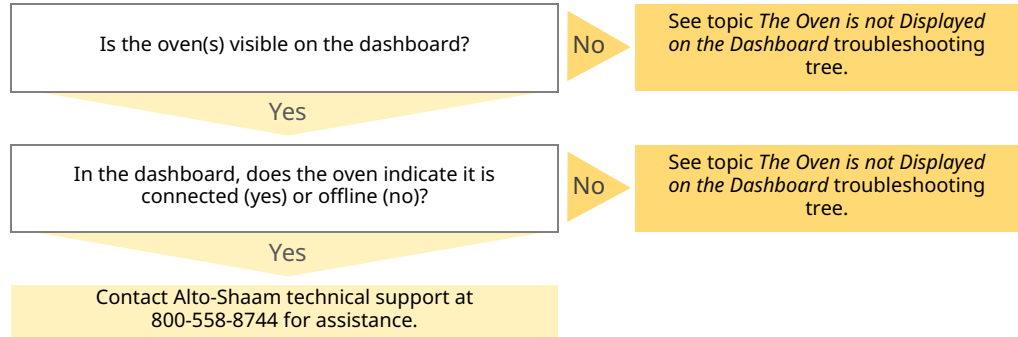 Is the oven(s) visible on the dashboard?
No
See topic The Oven is not Displayed
on the Dashboard troubleshooting
tree.
Yes
In the dashboard, does the oven indicate it is
connected (yes) or offline (no)?
No
See topic The Oven is not Displayed
on the Dashboard troubleshooting
tree.
Yes
Contact Alto-Shaam technical support at
800-558-8744 for assistance.